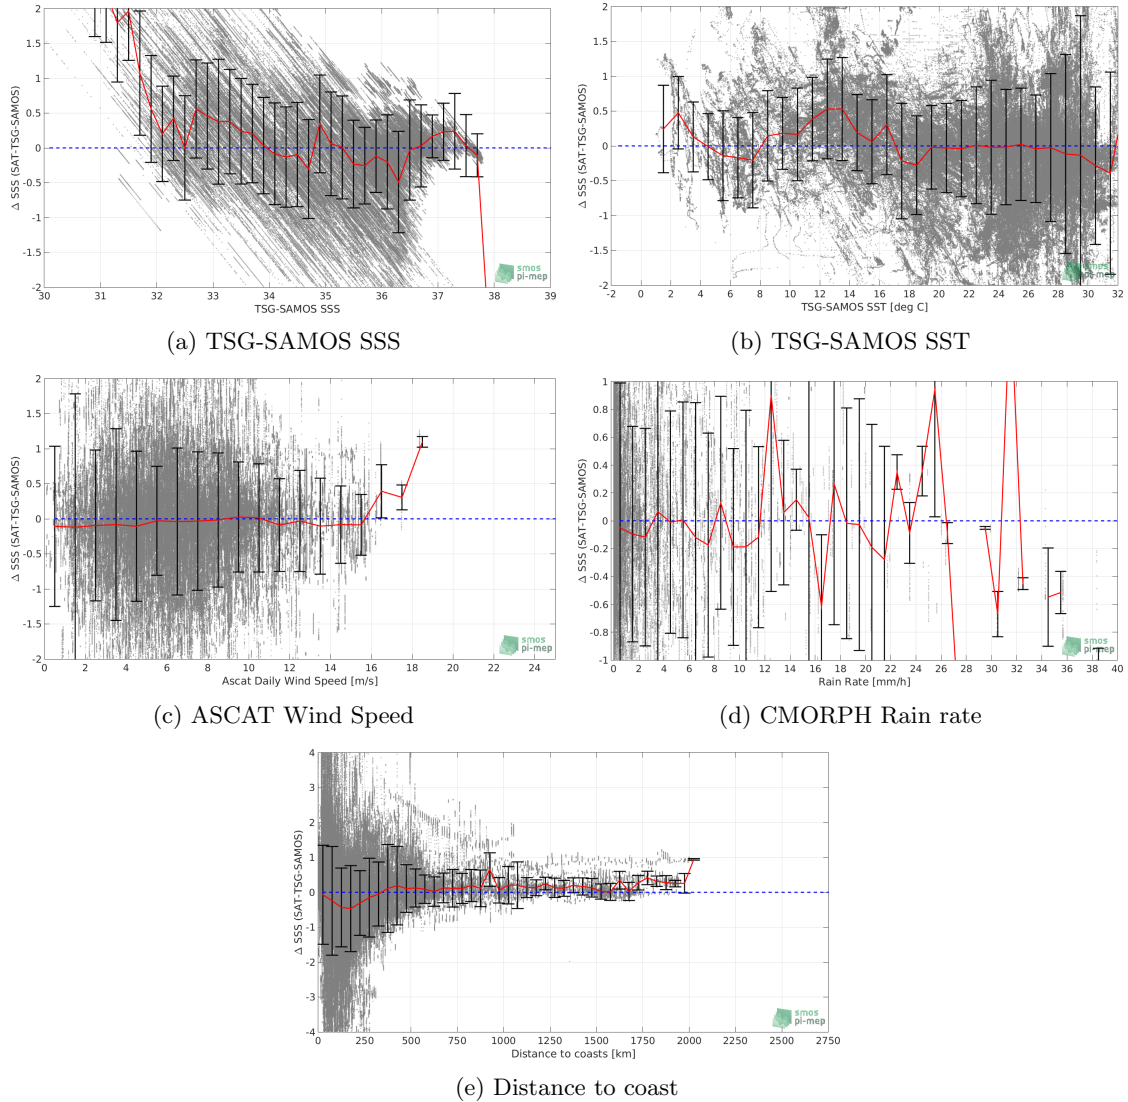 2
1.5
1
0.5
0
-0.5
-1
-1.5
-2
Δ SSS (SAT-TSG-SAMOS)
30 31 32 33 34 35 36 37 38 39
TSG-SAMOS SSS
smos
pi-mep
(a) TSG-SAMOS SSS
2
1.5
1
0.5
0
-0.5
-1
-1.5
-2
Δ SSS (SAT-TSG-SAMOS)
-2 0 2 4 6 8 10 12 14 16 18 20 22 24 26 28 30 32
TSG-SAMOS SST [deg C]
smos
pi-mep
(b) TSG-SAMOS SST
2
1.5
1
0.5
0
-0.5
-1
-1.5
-2
Δ SSS (SAT-TSG-SAMOS)
0 2 4 6 8 10 12 14 16 18 20 22 24
Ascat Daily Wind Speed [m/s]
smos
pi-mep
(c) ASCAT Wind Speed
1
0.8
0.6
0.4
0.2
0
-0.2
-0.4
-0.6
-0.8
-1
Δ SSS (SAT-TSG-SAMOS)
0 2 4 6 8 10 12 14 16 18 20 22 24 26 28 30 32 34 36 38 40
Rain Rate [mm/h]
smos
pi-mep
(d) CMORPH Rain rate
4
3
2
1
0
-1
-2
-3
-4
Δ SSS (SAT-TSG-SAMOS)
0 250 500 750 1000 1250 1500 1750 2000 2250 2500 2750
Distance to coasts [km]
smos
pi-mep
(e) Distance to coast